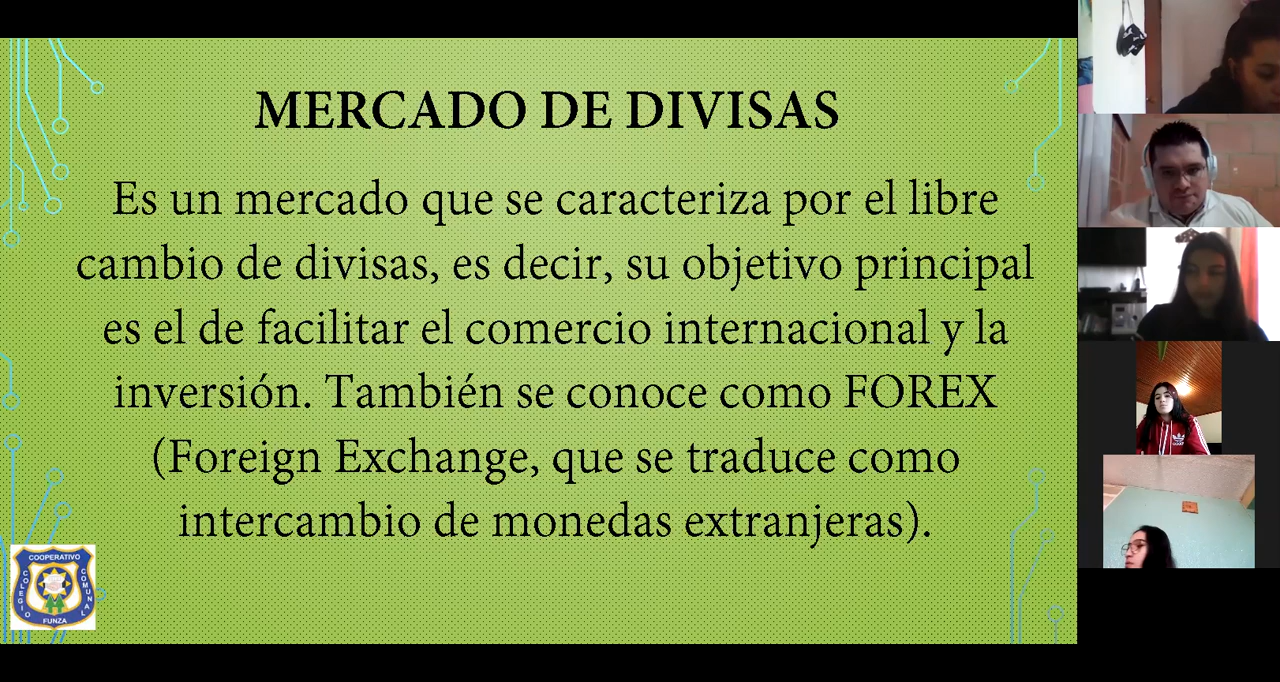 MERCADO DE DIVISAS
Es un mercado que se caracteriza por el libre
cambio de divisas, es decir, su objetivo principal
es el de facilitar el comercio internacional y la
inversión. También se conoce como FOREX
(Foreign Exchange, que se traduce como
intercambio de monedas extranjeras).
COOPERATIVO
COLEGIO
COMUNAL
FUNZA